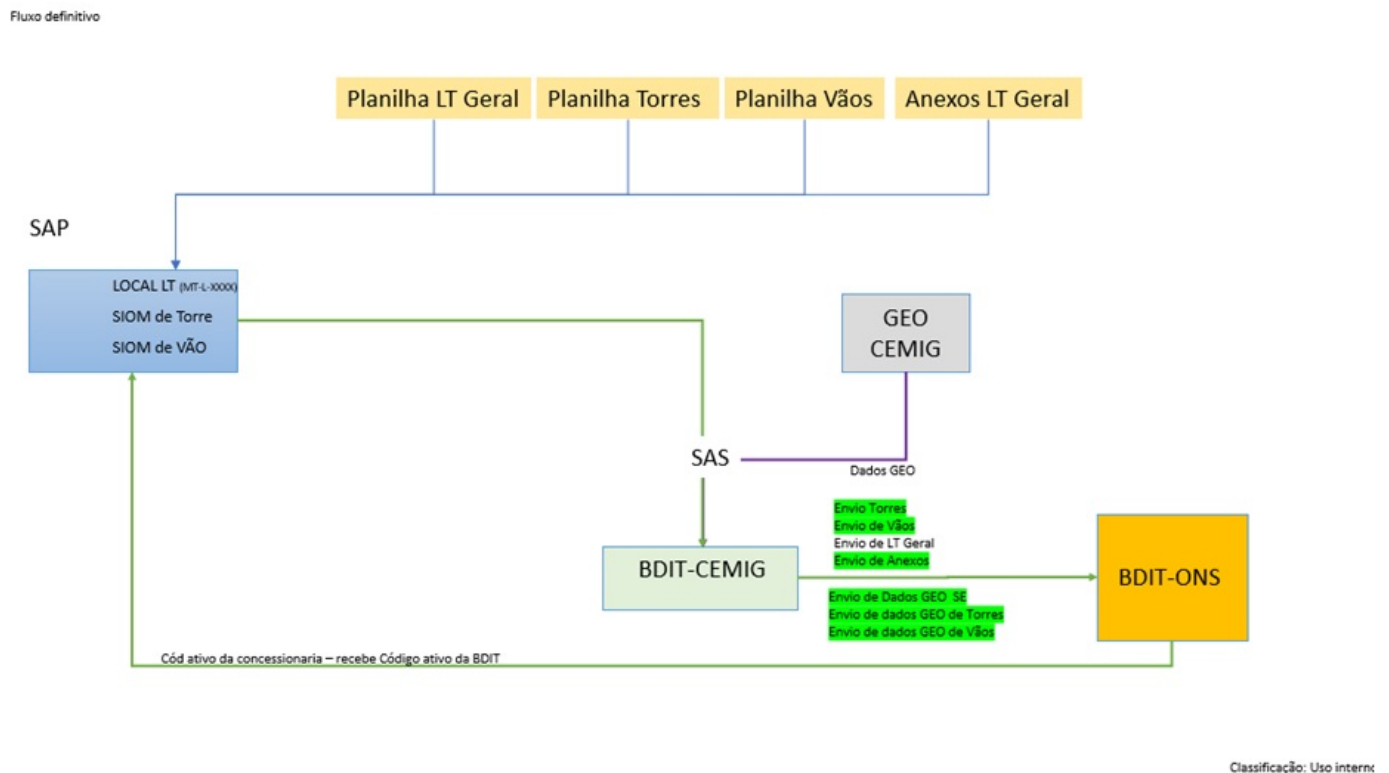 Fluxo definitivo
Planilha LT Geral
Planilha Torres
Planilha Vãos
Anexos LT Geral
SAP
LOCAL LT (MT-L-XXXX)
SIOM de Torre
SIOM de VÃO
GEO
CEMIG
SAS
Dados GEO
Envio Torres
Envio de Vãos
Envio de LT Geral
Envio de Anexos
BDIT-CEMIG
BDIT-ONS
Envio de Dados GEO SE
Envio de dados GEO de Torres
Envio de dados GEO de Vãos
Cód ativo da concessionaria – recebe Código ativo da BDIT
Classificação: Uso interno